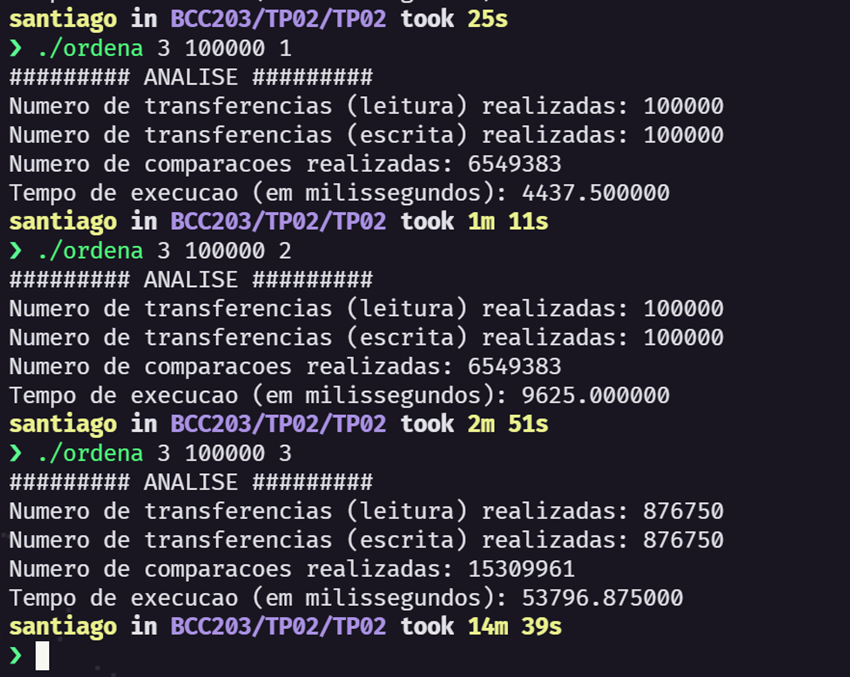 santiago in BCC203/TP02/TP02 took 25s
❯ ./ordena 3 100000 1
######### ANALISE #########
Numero de transferencias (leitura) realizadas: 100000
Numero de transferencias (escrita) realizadas: 100000
Numero de comparacoes realizadas: 6549383
Tempo de execucao (em milissegundos): 4437.500000
santiago in BCC203/TP02/TP02 took 1m 11s
❯ ./ordena 3 100000 2
######### ANALISE #########
Numero de transferencias (leitura) realizadas: 100000
Numero de transferencias (escrita) realizadas: 100000
Numero de comparacoes realizadas: 6549383
Tempo de execucao (em milissegundos): 9625.000000
santiago in BCC203/TP02/TP02 took 2m 51s
❯ ./ordena 3 100000 3
######### ANALISE #########
Numero de transferencias (leitura) realizadas: 876750
Numero de transferencias (escrita) realizadas: 876750
Numero de comparacoes realizadas: 15309961
Tempo de execucao (em milissegundos): 53796.875000
santiago in BCC203/TP02/TP02 took 14m 39s
❯